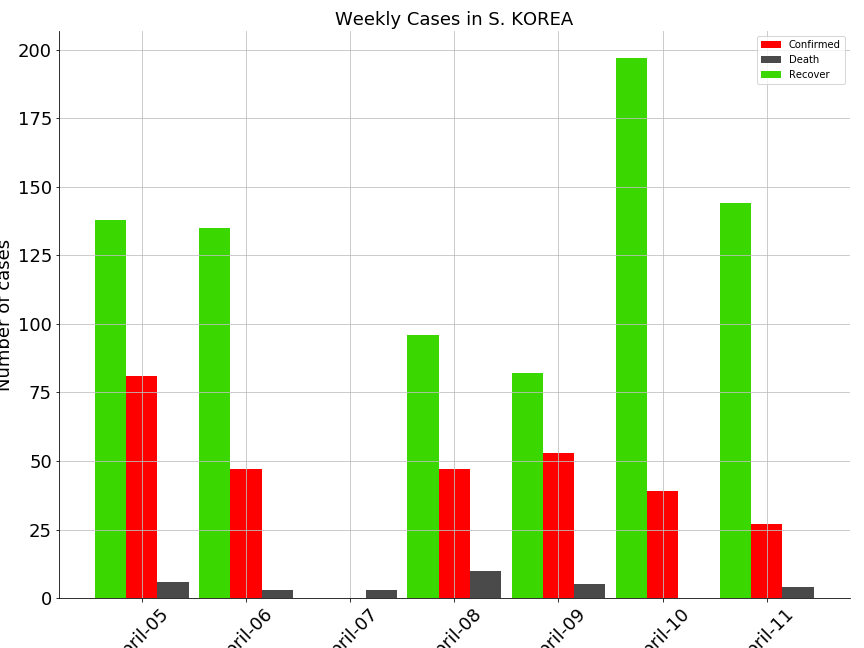 Weekly Cases in S. KOREA
Confirmed
Death
Recover
Number of cases
200
175
150
125
100
75
50
25
0
pril-05
pril-06
pril-07
pril-08
pril-09
pril-10
pril-11